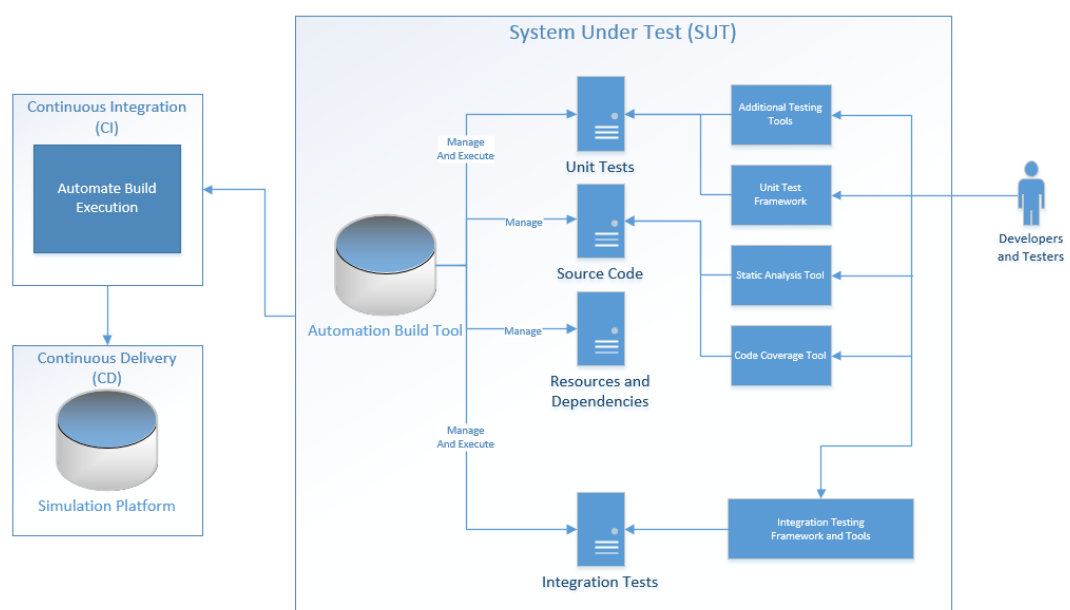 System Under Test (SUT)
Continuous Integration
(CI)
Automate Build
Execution
Continuous Delivery
(CD)
Simulation Platform
Automation Build Tool
Manage
And Execute
Manage
Manage
Manage
And Execute
Unit Tests
Source Code
Resources and
Dependencies
Integration Tests
Additional Testing
Tools
Unit Test
Framework
Static Analysis Tool
Code Coverage Tool
Integration Testing
Framework and Tools
Developers
and Testers